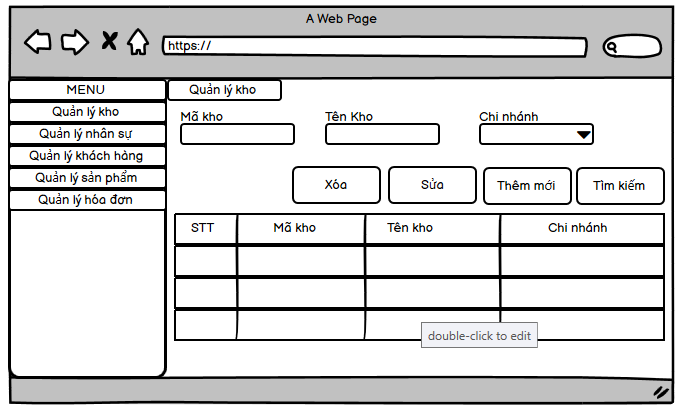 A Web Page
https://
MENU
Quản lý kho
Quản lý nhân sự
Quản lý khách hàng
Quản lý sản phẩm
Quản lý hóa đơn
Quản lý kho
Mã kho Tên Kho Chi nhánh
Xóa Sửa Thêm mới Tìm kiếm
STT Mã kho Tên kho Chi nhánh
double-click to edit